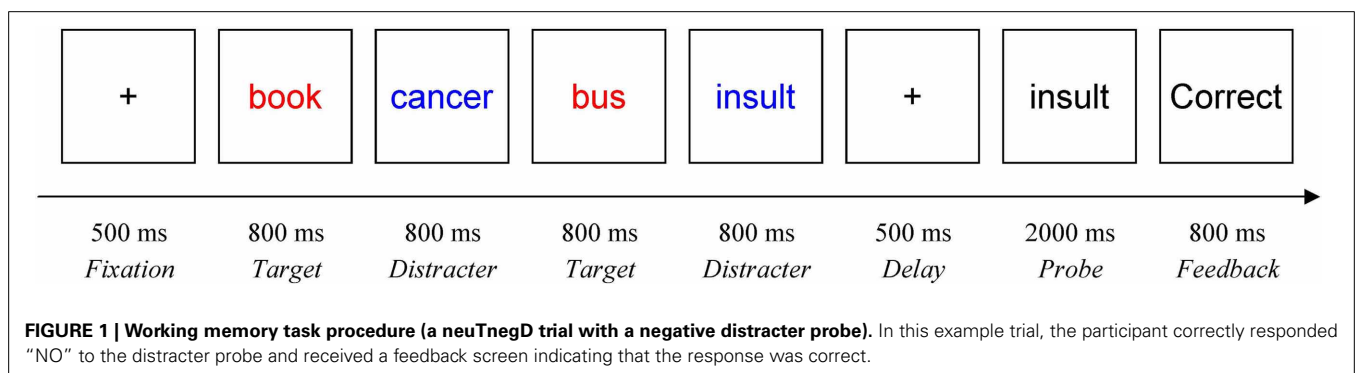 + book cancer bus insult + insult Correct
500 ms 800 ms 800 ms 800 ms 800 ms 500 ms 2000 ms 800 ms
Fixation Target Distracter Target Distracter Delay Probe Feedback
FIGURE 1 | Working memory task procedure (a neuTnegD trial with a negative distracter probe). In this example trial, the participant correctly responded
“NO” to the distracter probe and received a feedback screen indicating that the response was correct.